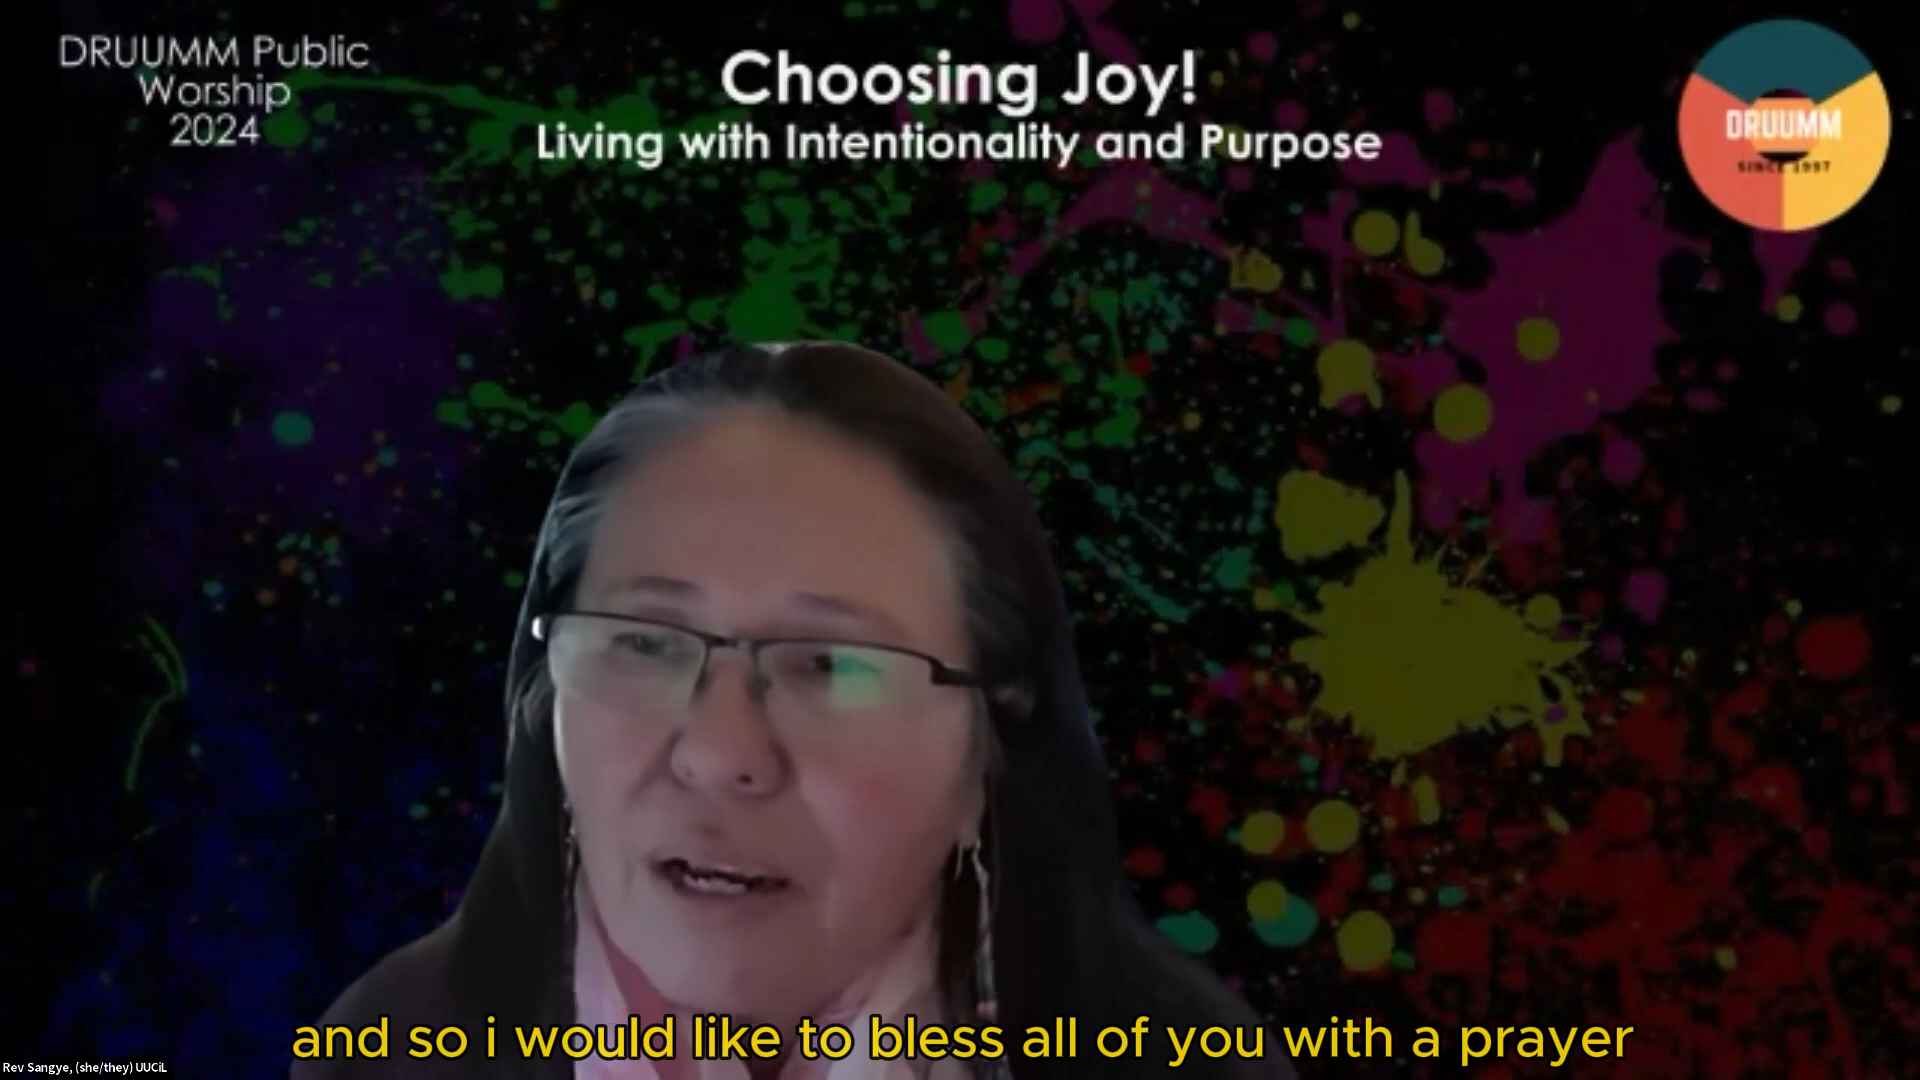 DRUUMM Public
Worship
2024
Choosing Joy!
Living with Intentionality and Purpose
DRUUMM
SINCE 1997
and so i would like to bless all of you with a prayer
Rev Sangye, (she/they) UUCiL